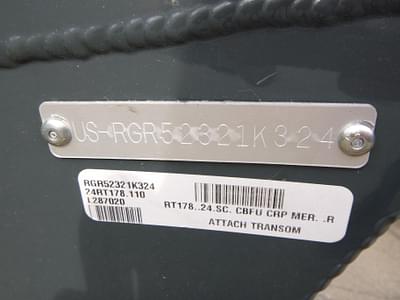 US-RGR52321K324
RGR52321K324
24RT178.110
L287020
RT178..24.SC. CBFU CRP MER. .R
ATTACH TRANSOM